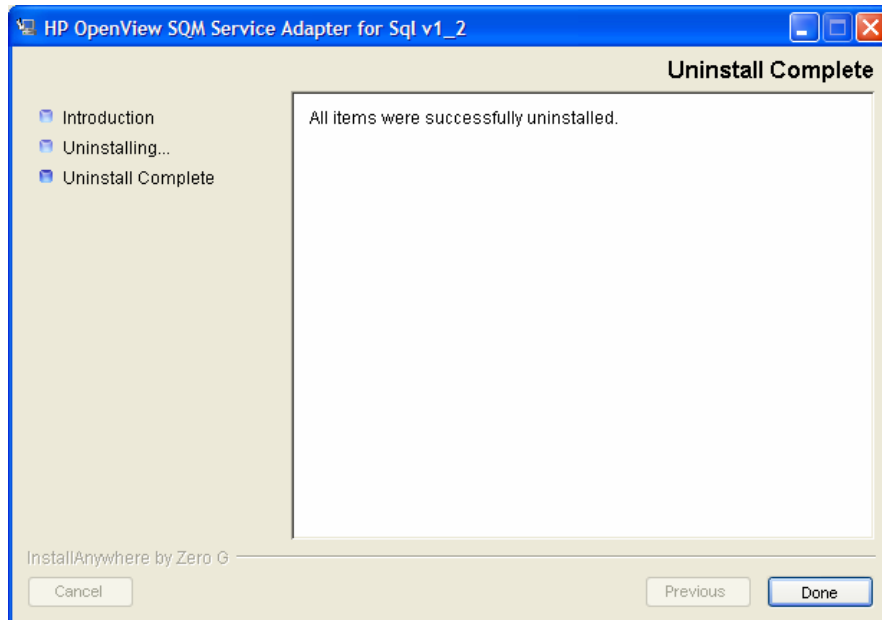 HP OpenView SQM Service Adapter for Sql v1_2
Uninstall Complete
Introduction
Uninstalling...
Uninstall Complete
All items were successfully uninstalled.
InstallAnywhere by Zero G
Cancel
Previous
Done